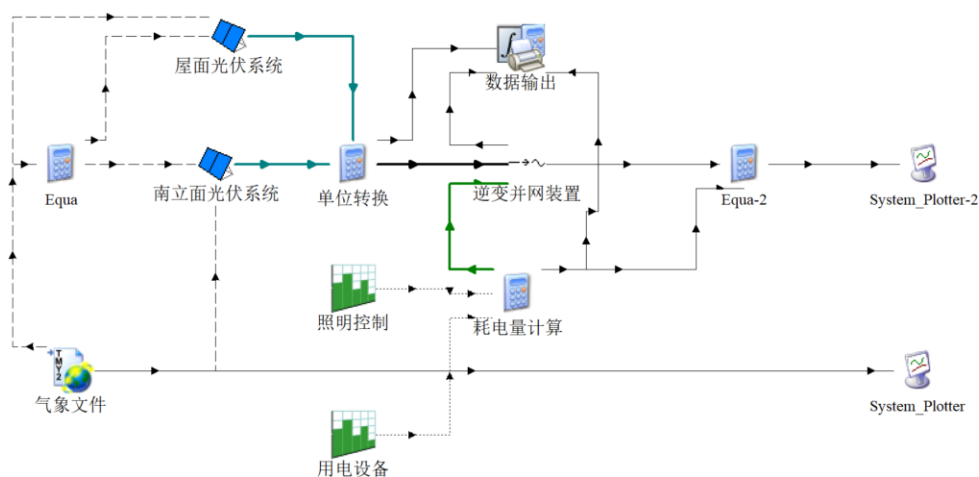 屋面光伏系统
数据输出
Equa
南立面光伏系统
单位转换
逆变并网装置
Equa-2
System_Plotter-2
照明控制
耗电量计算
TMY2
气象文件
System_Plotter
用电设备